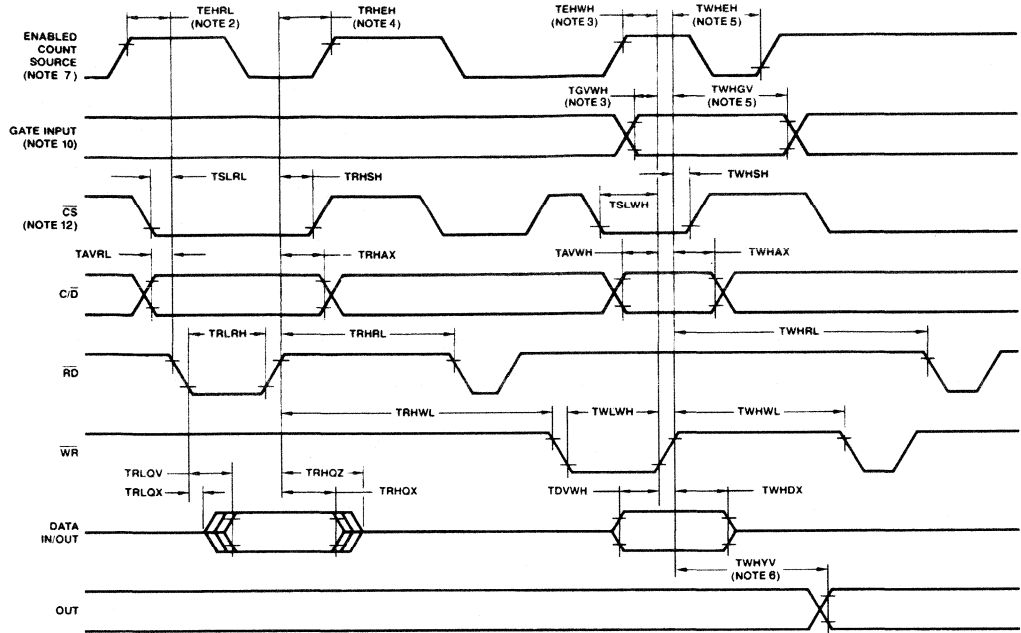 TEHRL
(NOTE 2)
TRHEH
(NOTE 4)
TEHWH
(NOTE 3)
TWHEH
(NOTE 5)
ENABLED
COUNT
SOURCE
(NOTE 7)
TGVWH
(NOTE 3)
TWHGV
(NOTE 5)
GATE INPUT
(NOTE 10)
TSLRL
TRHSH
TSLWH
TWHSH
CS
(NOTE 12)
TAVRL
TRHAX
TAVWH
TWHAX
C/D
TRLRH
TRHRL
TWHRL
RD
TRHWL
TWLWH
TWHWL
WR
TRLQV
TRHQZ
TRLQX
TRHQX
TDVWH
TWHDX
DATA
IN/OUT
TWHYV
(NOTE 6)
OUT